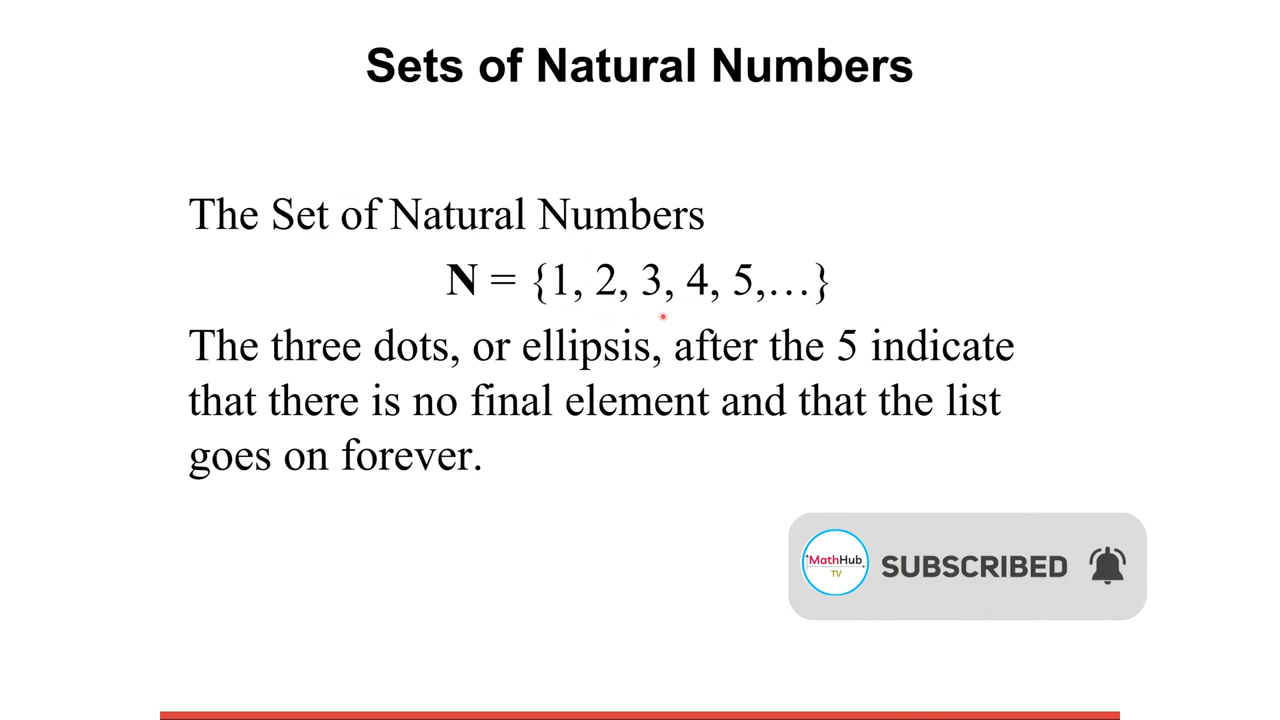 Sets of Natural Numbers
The Set of Natural Numbers
N = {1, 2, 3, 4, 5,…}
The three dots, or ellipsis, after the 5 indicate
that there is no final element and that the list
goes on forever.
MathHub
TV
SUBSCRIBED